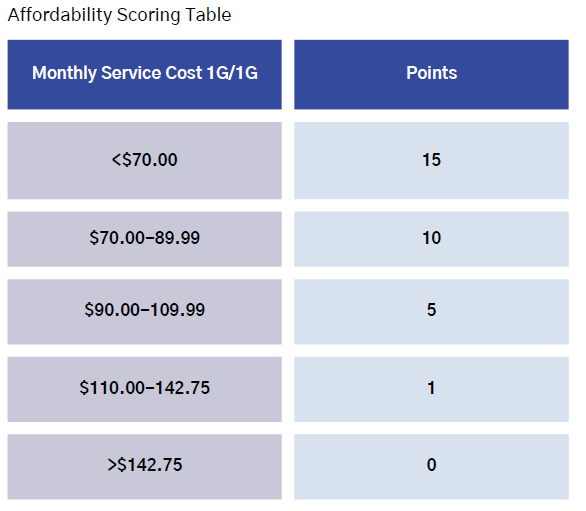 Affordability Scoring Table
Monthly Service Cost 1G/1G Points
<$70.00 15
$70.00–89.99 10
$90.00–109.99 5
$110.00–142.75 1
>$142.75 0